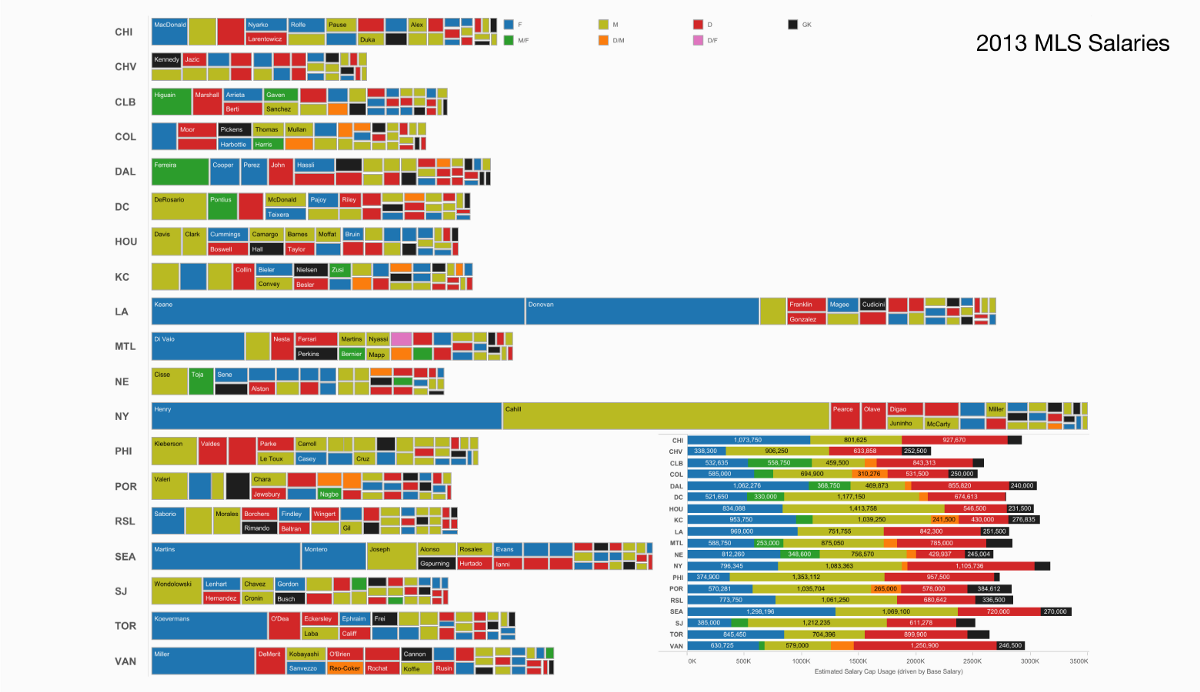 2013 MLS Salaries
F M D GK
M/F D/M D/F
CHI MacDonald Nyarko Rolfe Pause Alex
Larentowicz Duka
CHV Kennedy Jazic
CLB Higuain Marshall Arrieta Gaven
Berti Sanchez
COL Moor Pickens Thomas Mullan
Harbottle Harris
DAL Ferreira Cooper Perez John Hassli
DC DeRosario Pontius McDonald Pajoy Riley
Teixera
HOU Davis Clark Cummings Camargo Barnes Moffat Bruin
Boswell Hall Taylor
KC Collin Bieler Nielsen Zusi
Convey Besler
LA Keane Donovan Franklin Magee Cudicini
Gonzalez
MTL Di Vaio Nesta Ferrari Martins Nyassi
Perkins Bernier Mapp
NE Cisse Toja Sene
Alston
NY Henry Cahill Pearce Olave Digao Miller
Juninho McCarty
PHI Kleberson Valdes Parke Carroll
Le Toux Casey Cruz
POR Valeri Chara
Jewsbury Nagbe
RSL Saborio Morales Borchers Findley Wingert
Rimando Beltran Gil
SEA Martins Montero Joseph Alonso Rosales Evans
Gspurning Hurtado Ianni
SJ Wondolowski Lenhart Chavez Gordon
Hernandez Cronin Busch
TOR Koevermans O'Dea Eckersley Ephraim Frei
Laba Califf
VAN Miller DeMerit Kobayashi O'Brien Cannon
Sanvezzo Reo-Coker Rochat Koffie Rusin
CHI 1,073,750 801,625 927,670
CHV 338,300 906,250 633,858 252,500
CLB 532,635 558,750 459,500 843,313
COL 585,000 694,900 310,276 531,500 250,000
DAL 1,062,276 368,750 469,873 855,820 240,000
DC 521,650 330,000 1,177,150 674,613
HOU 834,088 1,413,758 546,500 231,500
KC 953,750 1,039,250 241,500 430,000 276,835
LA 969,000 751,755 842,300 251,500
MTL 588,750 253,000 875,050 765,000
NE 812,260 348,600 756,570 429,937 245,004
NY 796,345 1,083,363 1,105,736
PHI 374,900 1,353,112 957,500
POR 570,281 1,035,704 265,000 576,000 384,612
RSL 773,750 1,061,250 680,642 336,500
SEA 1,298,196 1,069,100 720,000 270,000
SJ 385,000 1,212,235 611,278
TOR 845,450 704,396 899,900
VAN 630,725 579,000 1,250,900 246,500
0K 500K 1000K 1500K 2000K 2500K 3000K 3500K
Estimated Salary Cap Usage (driven by Base Salary)